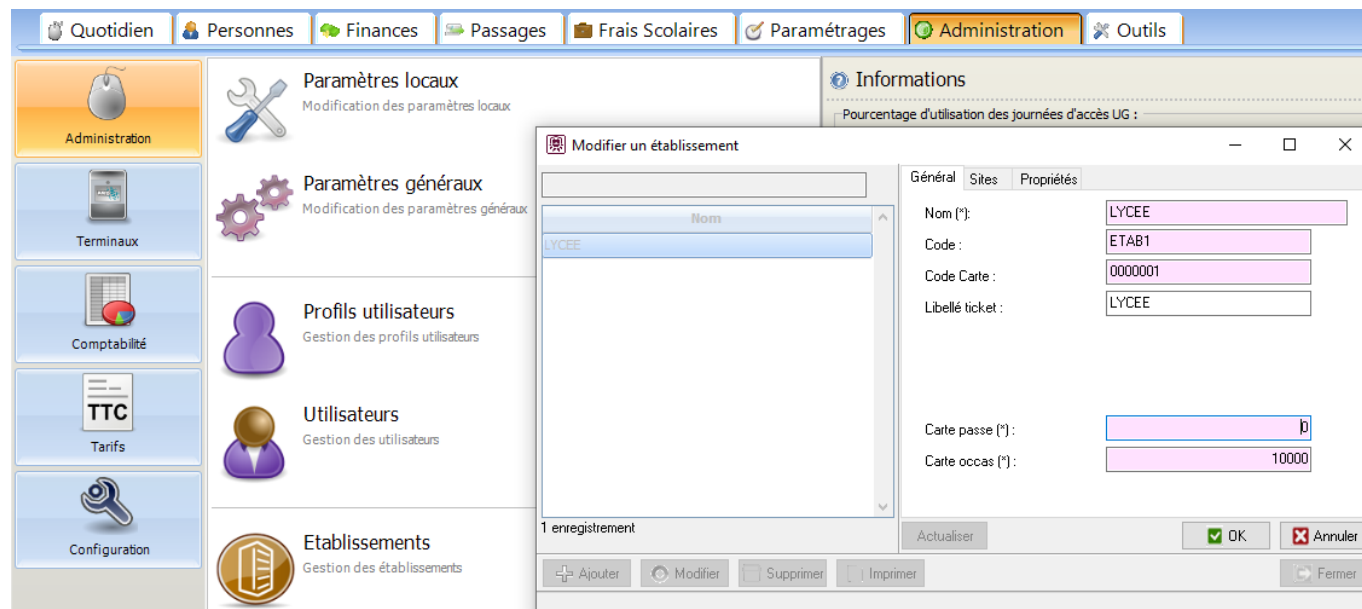 Quotidien Personnes Finances Passages Frais Scolaires Paramétrages Administration Outils
Administration
Terminaux
Comptabilité
TTC
Tarifs
Configuration
Paramètres locaux
Modification des paramètres locaux
Paramètres généraux
Modification des paramètres généraux
Profils utilisateurs
Gestion des profils utilisateurs
Utilisateurs
Gestion des utilisateurs
Etablissements
Gestion des établissements
Informations
Pourcentage d'utilisation des journées d'accès UG :
Modifier un établissement
Nom
LYCEE
1 enregistrement
Général Sites Propriétés
Nom (*): LYCEE
Code : ETAB1
Code Carte : 0000001
Libellé ticket : LYCEE
Carte passe (*) : 0
Carte occas (*) : 10000
Actualiser OK Annuler
Ajouter Modifier Supprimer Imprimer Fermer